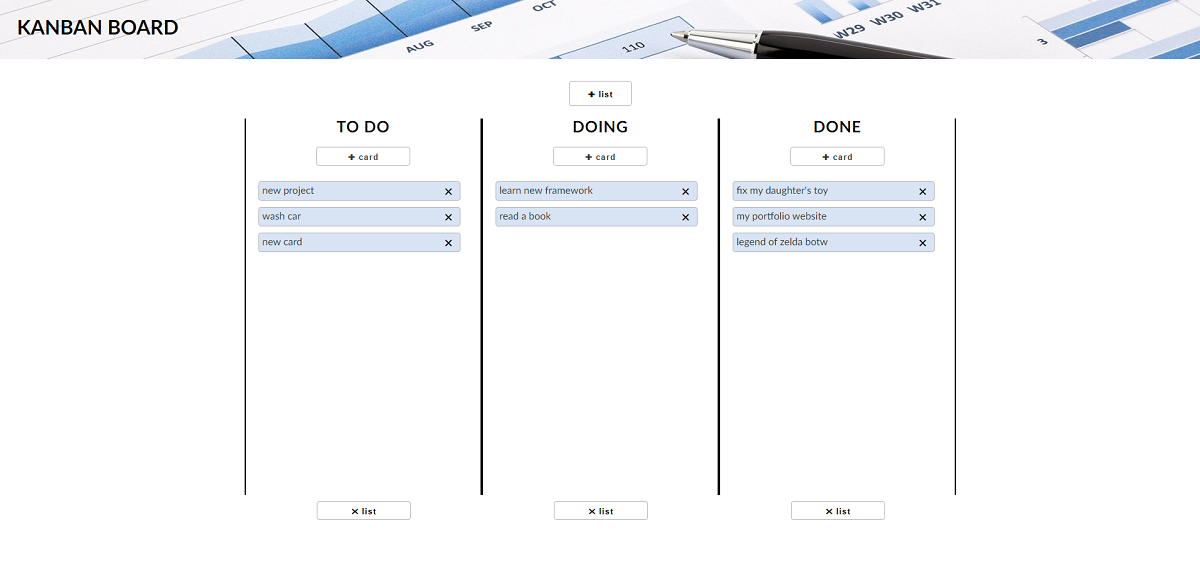 KANBAN BOARD
AUG
SEP
OCT
110
W29 W30 W31
3
+ list
TO DO
+ card
new project ×
wash car ×
new card ×
× list
DOING
+ card
learn new framework ×
read a book ×
× list
DONE
+ card
fix my daughter's toy ×
my portfolio website ×
legend of zelda botw ×
× list